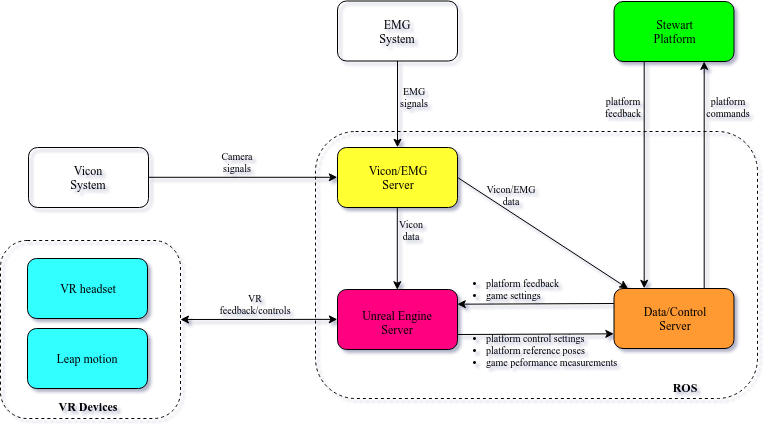 EMG
System
Stewart
Platform
EMG
signals
platform
feedback
platform
commands
Vicon
System
Camera
signals
Vicon/EMG
Server
Vicon/EMG
data
Vicon
data
VR headset
Leap motion
VR Devices
VR
feedback/controls
Unreal Engine
Server
• platform feedback
• game settings
Data/Control
Server
• platform control settings
• platform reference poses
• game peformance measurements
ROS